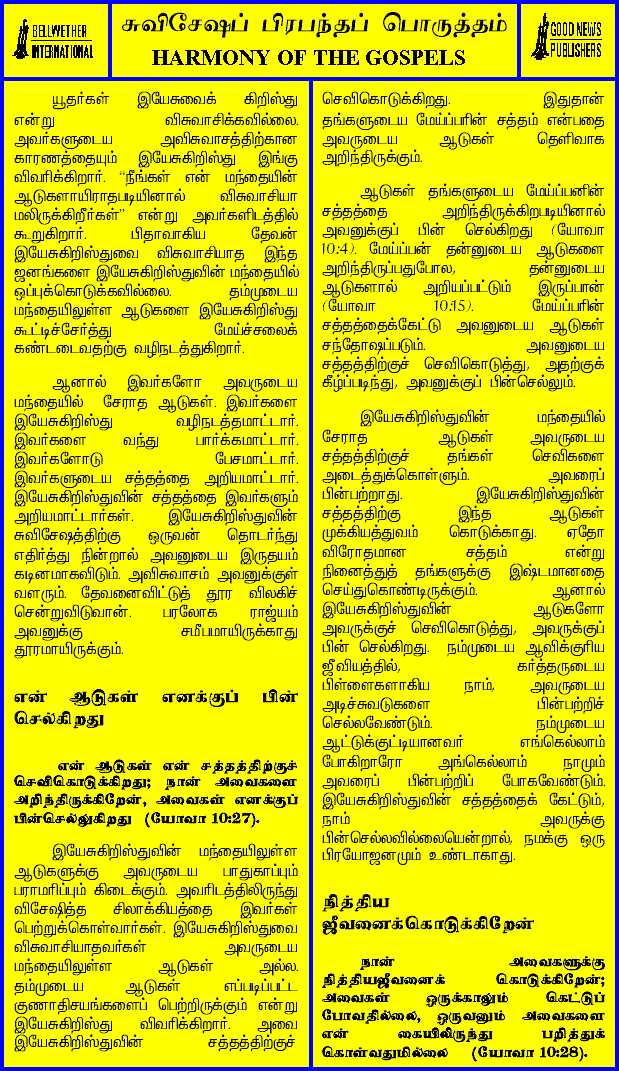 BELLWETHER
INTERNATIONAL
சுவிசேஷப் பிரபந்தப் பொருத்தம்
HARMONY OF THE GOSPELS
GOOD NEWS
PUBLISHERS
யூதர்கள் இயேசுவைக் கிறிஸ்து
என்று விசுவாசிக்கவில்லை.
அவர்களுடைய அவிசுவாசத்திற்கான
காரணத்தையும் இயேசுகிறிஸ்து இங்கு
விவரிக்கிறார். “நீங்கள் என் மந்தையின்
ஆடுகளாயிராதபடியினால் விசுவாசியா
மலிருக்கிறீர்கள்” என்று அவர்களிடத்தில்
கூறுகிறார். பிதாவாகிய தேவன்
இயேசுகிறிஸ்துவை விசுவாசியாத இந்த
ஜனங்களை இயேசுகிறிஸ்துவின் மந்தையில்
ஒப்புக்கொடுக்கவில்லை. தம்முடைய
மந்தையிலுள்ள ஆடுகளை இயேசுகிறிஸ்து
கூட்டிச்சேர்த்து மேய்ச்சலைக்
கண்டடைவதற்கு வழிநடத்துகிறார்.
ஆனால் இவர்களோ அவருடைய
மந்தையில் சேராத ஆடுகள். இவர்களை
இயேசுகிறிஸ்து வழிநடத்தமாட்டார்.
இவர்களை வந்து பார்க்கமாட்டார்.
இவர்களோடு பேசமாட்டார்.
இவர்களுடைய சத்தத்தை அறியமாட்டார்.
இயேசுகிறிஸ்துவின் சத்தத்தை இவர்களும்
அறியமாட்டார்கள். இயேசுகிறிஸ்துவின்
சுவிசேஷத்திற்கு ஒருவன் தொடர்ந்து
எதிர்த்து நின்றால் அவனுடைய இருதயம்
கடினமாகவிடும். அவிசுவாசம் அவனுக்குள்
வளரும். தேவனைவிட்டுத் தூர விலகிச்
சென்றுவிடுவான். பரலோக ராஜ்யம்
அவனுக்கு சமீபமாயிருக்காது
தூரமாயிருக்கும்.
என் ஆடுகள் எனக்குப் பின்
செல்கிறது
என் ஆடுகள் என் சத்தத்திற்குச்
செவிகொடுக்கிறது; நான் அவைகளை
அறிந்திருக்கிறேன், அவைகள் எனக்குப்
பின்செல்லுகிறது (யோவா 10:27).
இயேசுகிறிஸ்துவின் மந்தையிலுள்ள
ஆடுகளுக்கு அவருடைய பாதுகாப்பும்
பராமரிப்பும் கிடைக்கும். அவரிடத்திலிருந்து
விசேஷித்த சிலாக்கியத்தை இவர்கள்
பெற்றுக்கொள்வார்கள். இயேசுகிறிஸ்துவை
விசுவாசியாதவர்கள் அவருடைய
மந்தையிலுள்ள ஆடுகள் அல்ல.
தம்முடைய ஆடுகள் எப்படிப்பட்ட
குணாதிசயங்களைப் பெற்றிருக்கும் என்று
இயேசுகிறிஸ்து விவரிக்கிறார். அவை
இயேசுகிறிஸ்துவின் சத்தத்திற்குச்
செவிகொடுக்கிறது. இதுதான்
தங்களுடைய மேய்ப்பரின் சத்தம் என்பதை
அவருடைய ஆடுகள் தெளிவாக
அறிந்திருக்கும்.
ஆடுகள் தங்களுடைய மேய்ப்பனின்
சத்தத்தை அறிந்திருக்கிறபடியினால்
அவனுக்குப் பின் செல்கிறது (யோவா
10:4). மேய்ப்பன் தன்னுடைய ஆடுகளை
அறிந்திருப்பதுபோல, தன்னுடைய
ஆடுகளால் அறியப்பட்டும் இருப்பான்
(யோவா 10:15). மேய்ப்பரின்
சத்தத்தைக்கேட்டு அவனுடைய ஆடுகள்
சந்தோஷப்படும். அவனுடைய
சத்தத்திற்குச் செவிகொடுத்து, அதற்குக்
கீழ்ப்படிந்து, அவனுக்குப் பின்செல்லும்.
இயேசுகிறிஸ்துவின் மந்தையில்
சேராத ஆடுகள் அவருடைய
சத்தத்திற்குத் தங்கள் செவிகளை
அடைத்துக்கொள்ளும். அவரைப்
பின்பற்றாது. இயேசுகிறிஸ்துவின்
சத்தத்திற்கு இந்த ஆடுகள்
முக்கியத்துவம் கொடுக்காது. ஏதோ
விரோதமான சத்தம் என்று
நினைத்துத் தங்களுக்கு இஷ்டமானதை
செய்துகொண்டிருக்கும். ஆனால்
இயேசுகிறிஸ்துவின் ஆடுகளோ
அவருக்குச் செவிகொடுத்து, அவருக்குப்
பின் செல்கிறது. நம்முடைய ஆவிக்குரிய
ஜீவியத்தில், கர்த்தருடைய
பிள்ளைகளாகிய நாம், அவருடைய
அடிச்சுவடுகளை பின்பற்றிச்
செல்லவேண்டும். நம்முடைய
ஆட்டுக்குட்டியானவர் எங்கெல்லாம்
போகிறாரோ அங்கெல்லாம் நாமும்
அவரைப் பின்பற்றிப் போகவேண்டும்.
இயேசுகிறிஸ்துவின் சத்தத்தைக் கேட்டும்,
நாம் அவருக்கு
பின்செல்லவில்லையென்றால், நமக்கு ஒரு
பிரயோஜனமும் உண்டாகாது.
நித்திய
ஜீவனைக்கொடுக்கிறேன்
நான் அவைகளுக்கு
நித்தியஜீவனைக் கொடுக்கிறேன்;
அவைகள் ஒருக்காலும் கெட்டுப்
போவதில்லை, ஒருவனும் அவைகளை
என் கையிலிருந்து பறித்துக்
கொள்வதுமில்லை (யோவா 10:28).